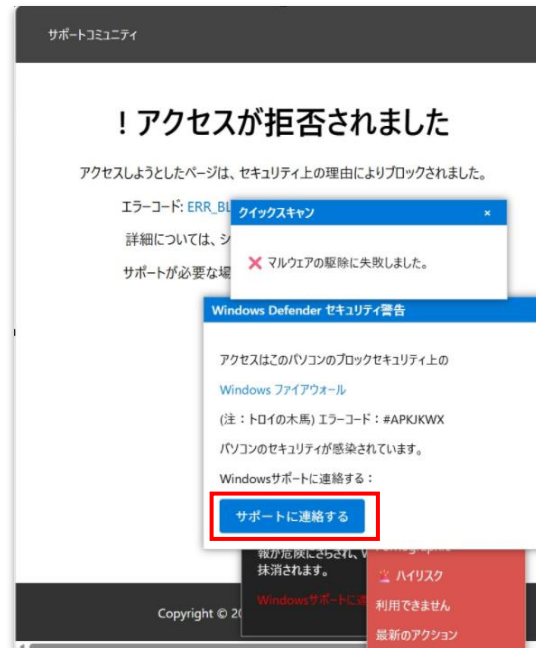 サポートコミュニティ
! アクセスが拒否されました
アクセスしようとしたページは、セキュリティ上の理由によりブロックされました。
エラーコード: ERR_BL
詳細については、シ
サポートが必要な場
クイックスキャン ×
マルウェアの駆除に失敗しました。
Windows Defender セキュリティ警告
アクセスはこのパソコンのブロックセキュリティ上の
Windows ファイアウォール
(注：トロイの木馬) エラーコード：#APKJKWX
パソコンのセキュリティが感染されています。
Windowsサポートに連絡する：
サポートに連絡する
報が危険にさらされ、
抹消されます。
Windowsサポートに連
ハイリスク
利用できません
最新のアクション
Copyright © 20